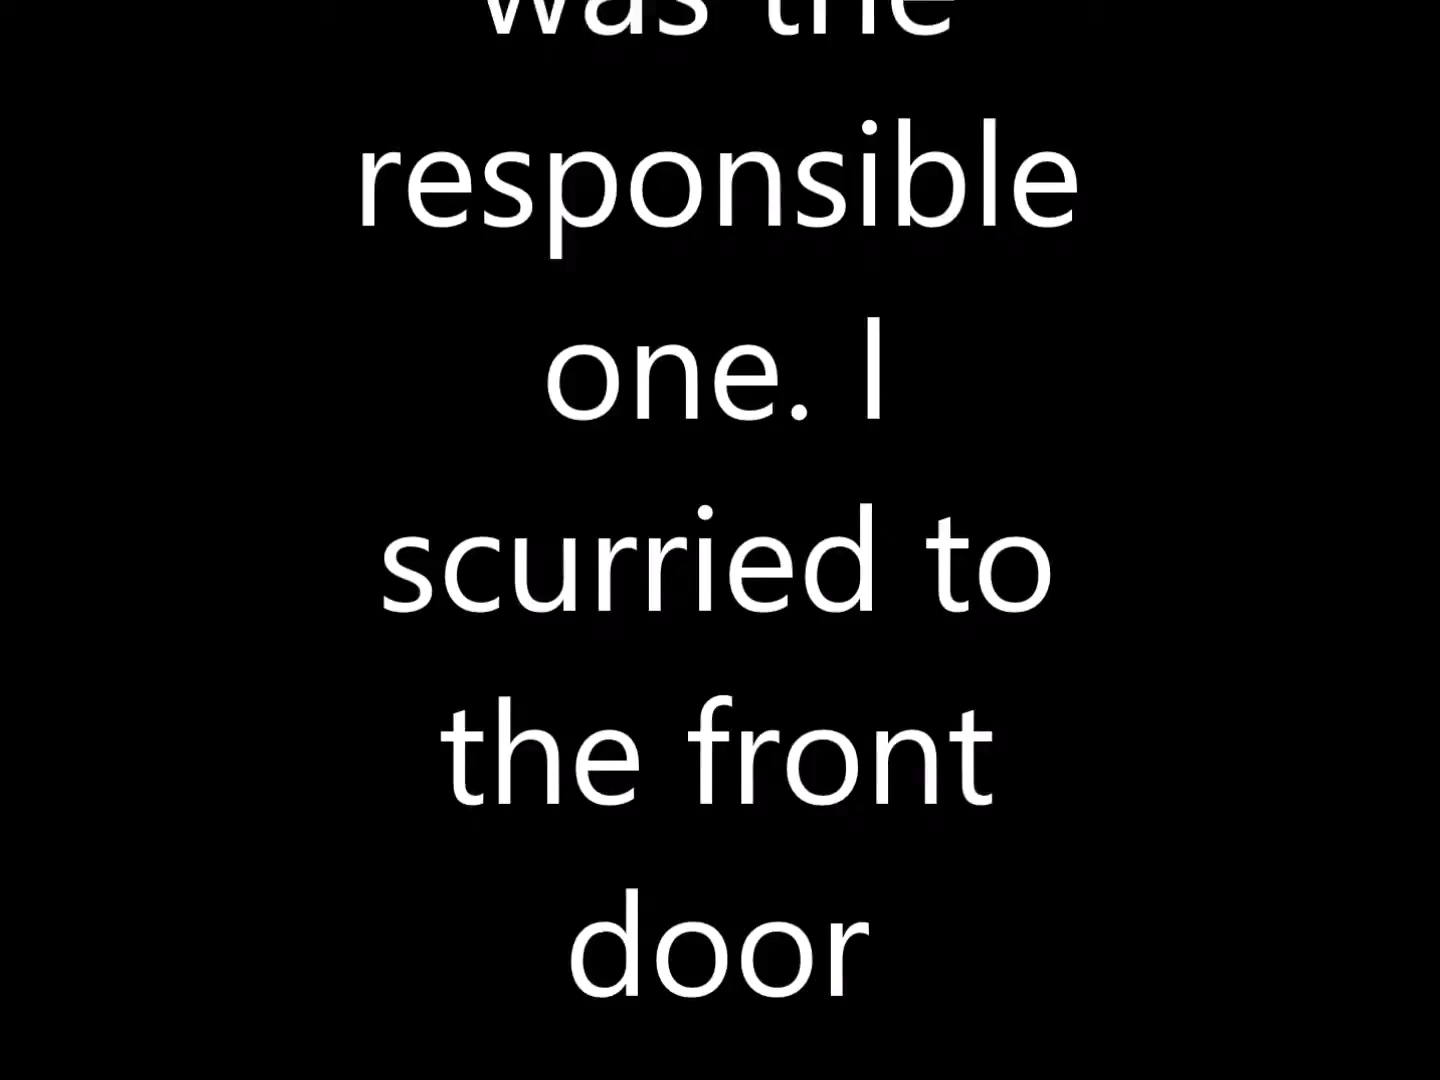 was the
responsible
one. I
scurried to
the front
door